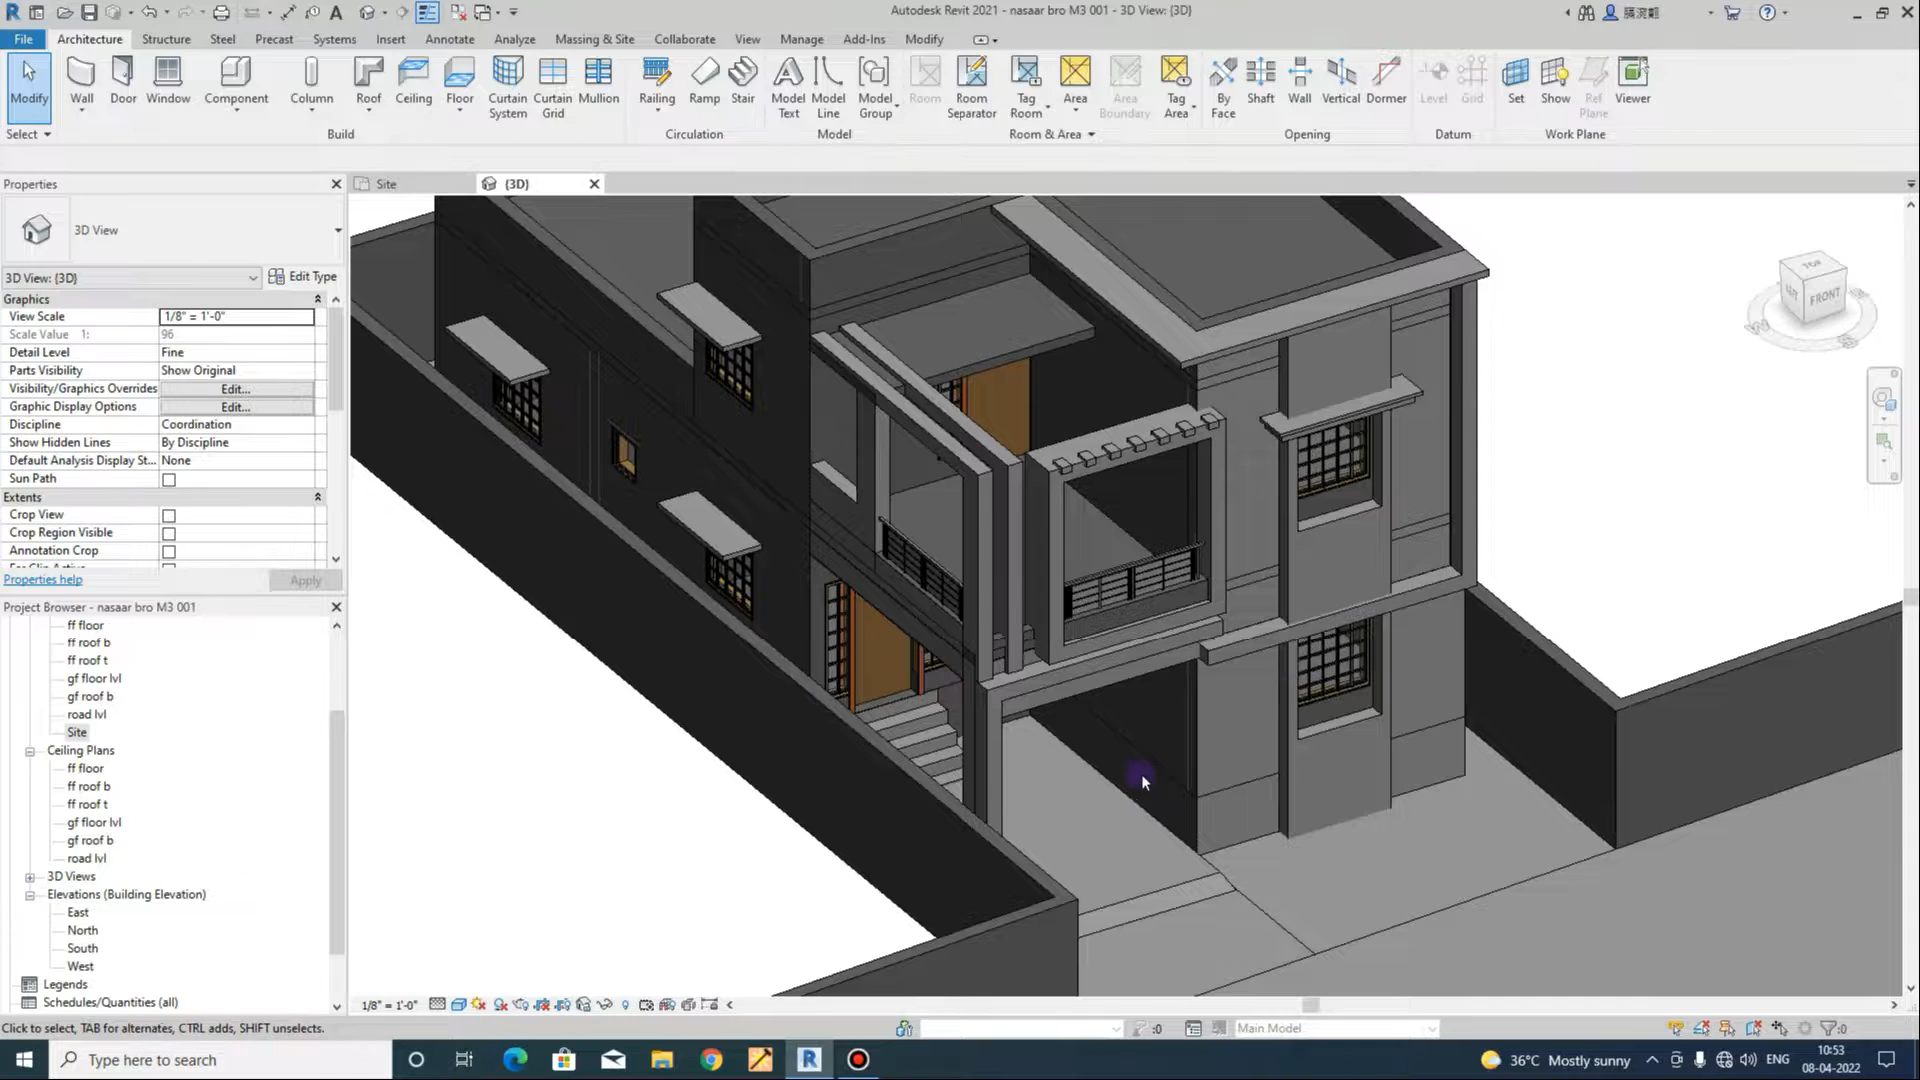 Autodesk Revit 2021 - nasaar bro M3 001 - 3D View: {3D}
File Architecture Structure Steel Precast Systems Insert Annotate Analyze Massing & Site Collaborate View Manage Add-Ins Modify
Modify Wall Door Window Component Column Roof Ceiling Floor Curtain System Curtain Grid Mullion Railing Ramp Stair Model Text Model Line Model Group Room Room Separator Tag Room Area Area Boundary Tag Area By Face Shaft Wall Vertical Dormer Level Grid Set Show Ref Plane Viewer
Select Build Circulation Model Room & Area Opening Datum Work Plane
Properties
Site
{3D}
3D View
3D View: {3D}
Edit Type
Graphics
View Scale 1/8" = 1'-0"
Scale Value 1: 96
Detail Level Fine
Parts Visibility Show Original
Visibility/Graphics Overrides Edit...
Graphic Display Options Edit...
Discipline Coordination
Show Hidden Lines By Discipline
Default Analysis Display St... None
Sun Path
Extents
Crop View
Crop Region Visible
Annotation Crop
Properties help
Apply
Project Browser - nasaar bro M3 001
ff floor
ff roof b
ff roof t
gf floor lvl
gf roof b
road lvl
Site
Ceiling Plans
ff floor
ff roof b
ff roof t
gf floor lvl
gf roof b
road lvl
3D Views
Elevations (Building Elevation)
East
North
South
West
Legends
Schedules/Quantities (all)
TOP
LEFT
FRONT
1/8" = 1'-0"
Click to select, TAB for alternates, CTRL adds, SHIFT unselects.
:0
Main Model
:0
Type here to search
36°C Mostly sunny
ENG
10:53
08-04-2022